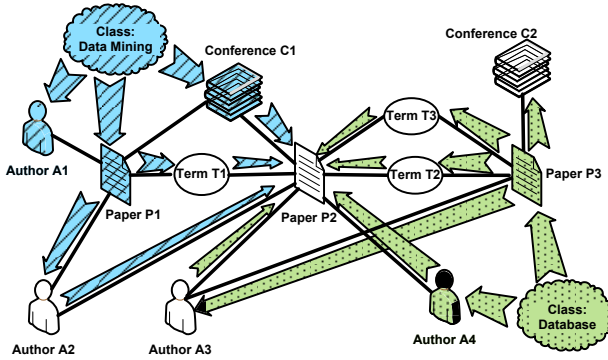 Class:
Data Mining
Conference C1
Conference C2
Term T3
Author A1
Term T1
Term T2
Paper P3
Paper P1
Paper P2
Class:
Database
Author A2
Author A3
Author A4